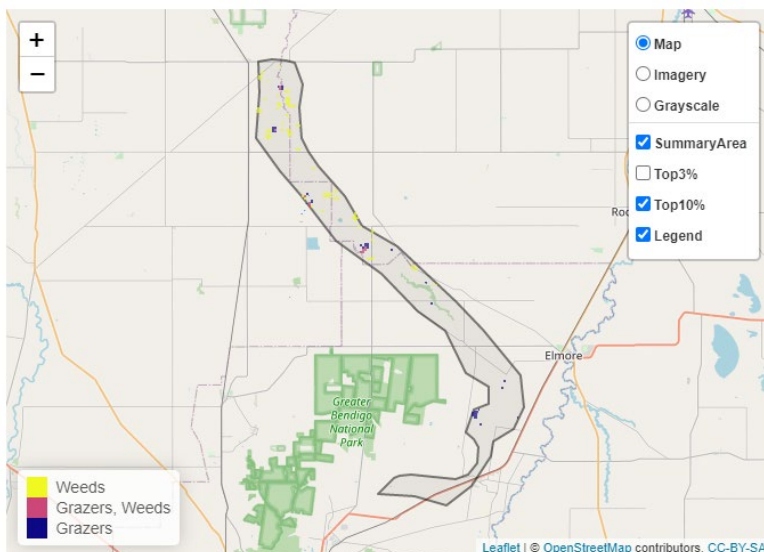 +
−
Map
Imagery
Grayscale
SummaryArea
Top3%
Top10%
Legend
Elmore
Greater
Bendigo
National
Park
Weeds
Grazers, Weeds
Grazers
Leaflet | © OpenStreetMap contributors, CC-BY-SA